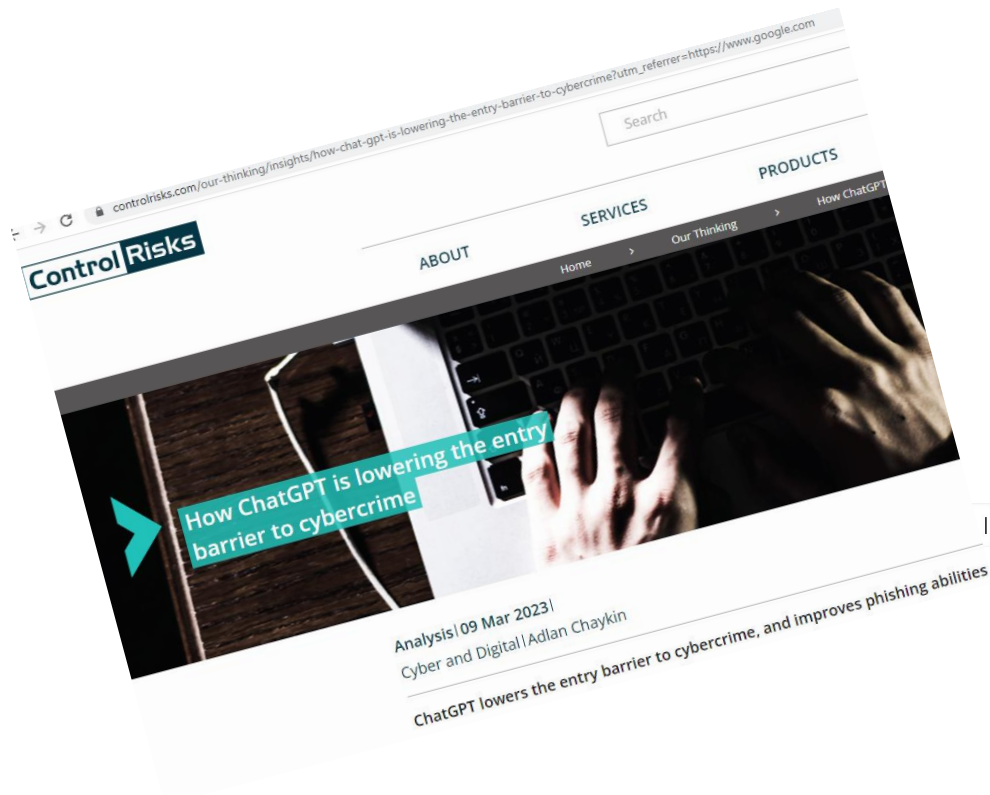 controlrisks.com/our-thinking/insights/how-chat-gpt-is-lowering-the-entry-barrier-to-cybercrime?utm_referrer=https://www.google.com
Search
Control Risks
ABOUT SERVICES PRODUCTS
Home > Our Thinking > How ChatGPT
How ChatGPT is lowering the entry
barrier to cybercrime
Analysis|09 Mar 2023|
Cyber and Digital|Adlan Chaykin
ChatGPT lowers the entry barrier to cybercrime, and improves phishing abilities